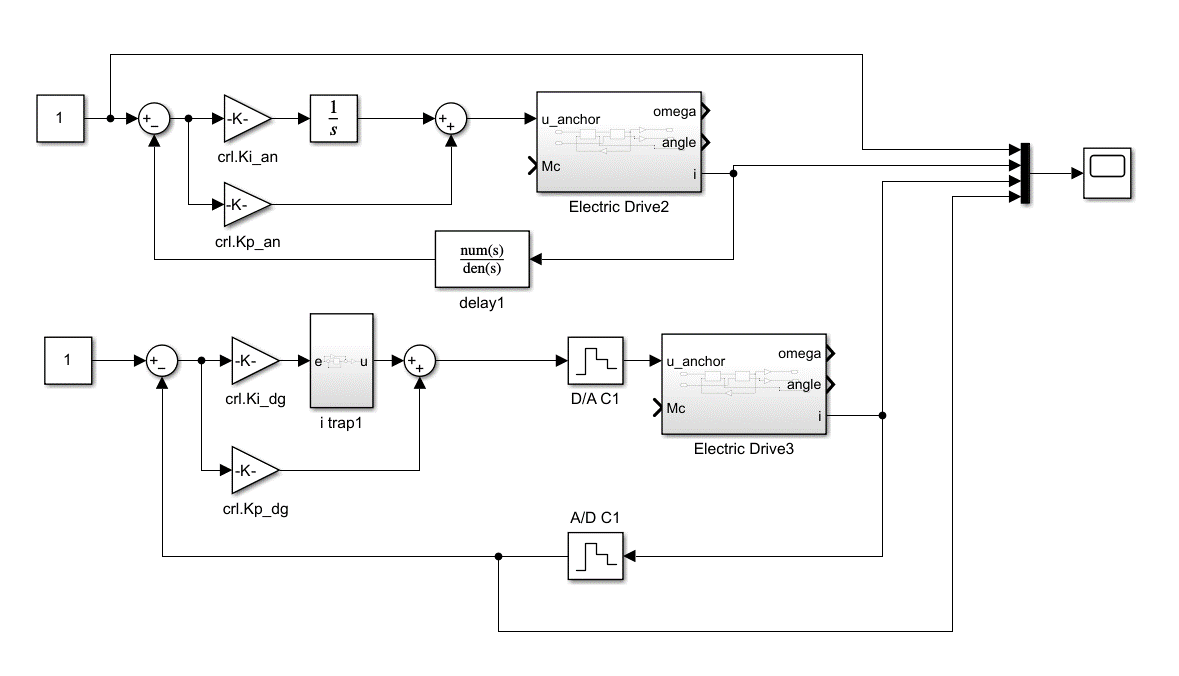 1
+
−
-K-
crl.Ki_an
1
s
+
+
u_anchor
Mc
omega
angle
i
Electric Drive2
-K-
crl.Kp_an
num(s)
den(s)
delay1
1
+
−
-K-
crl.Ki_dg
e
u
i trap1
+
+
D/A C1
u_anchor
Mc
omega
angle
i
Electric Drive3
-K-
crl.Kp_dg
A/D C1